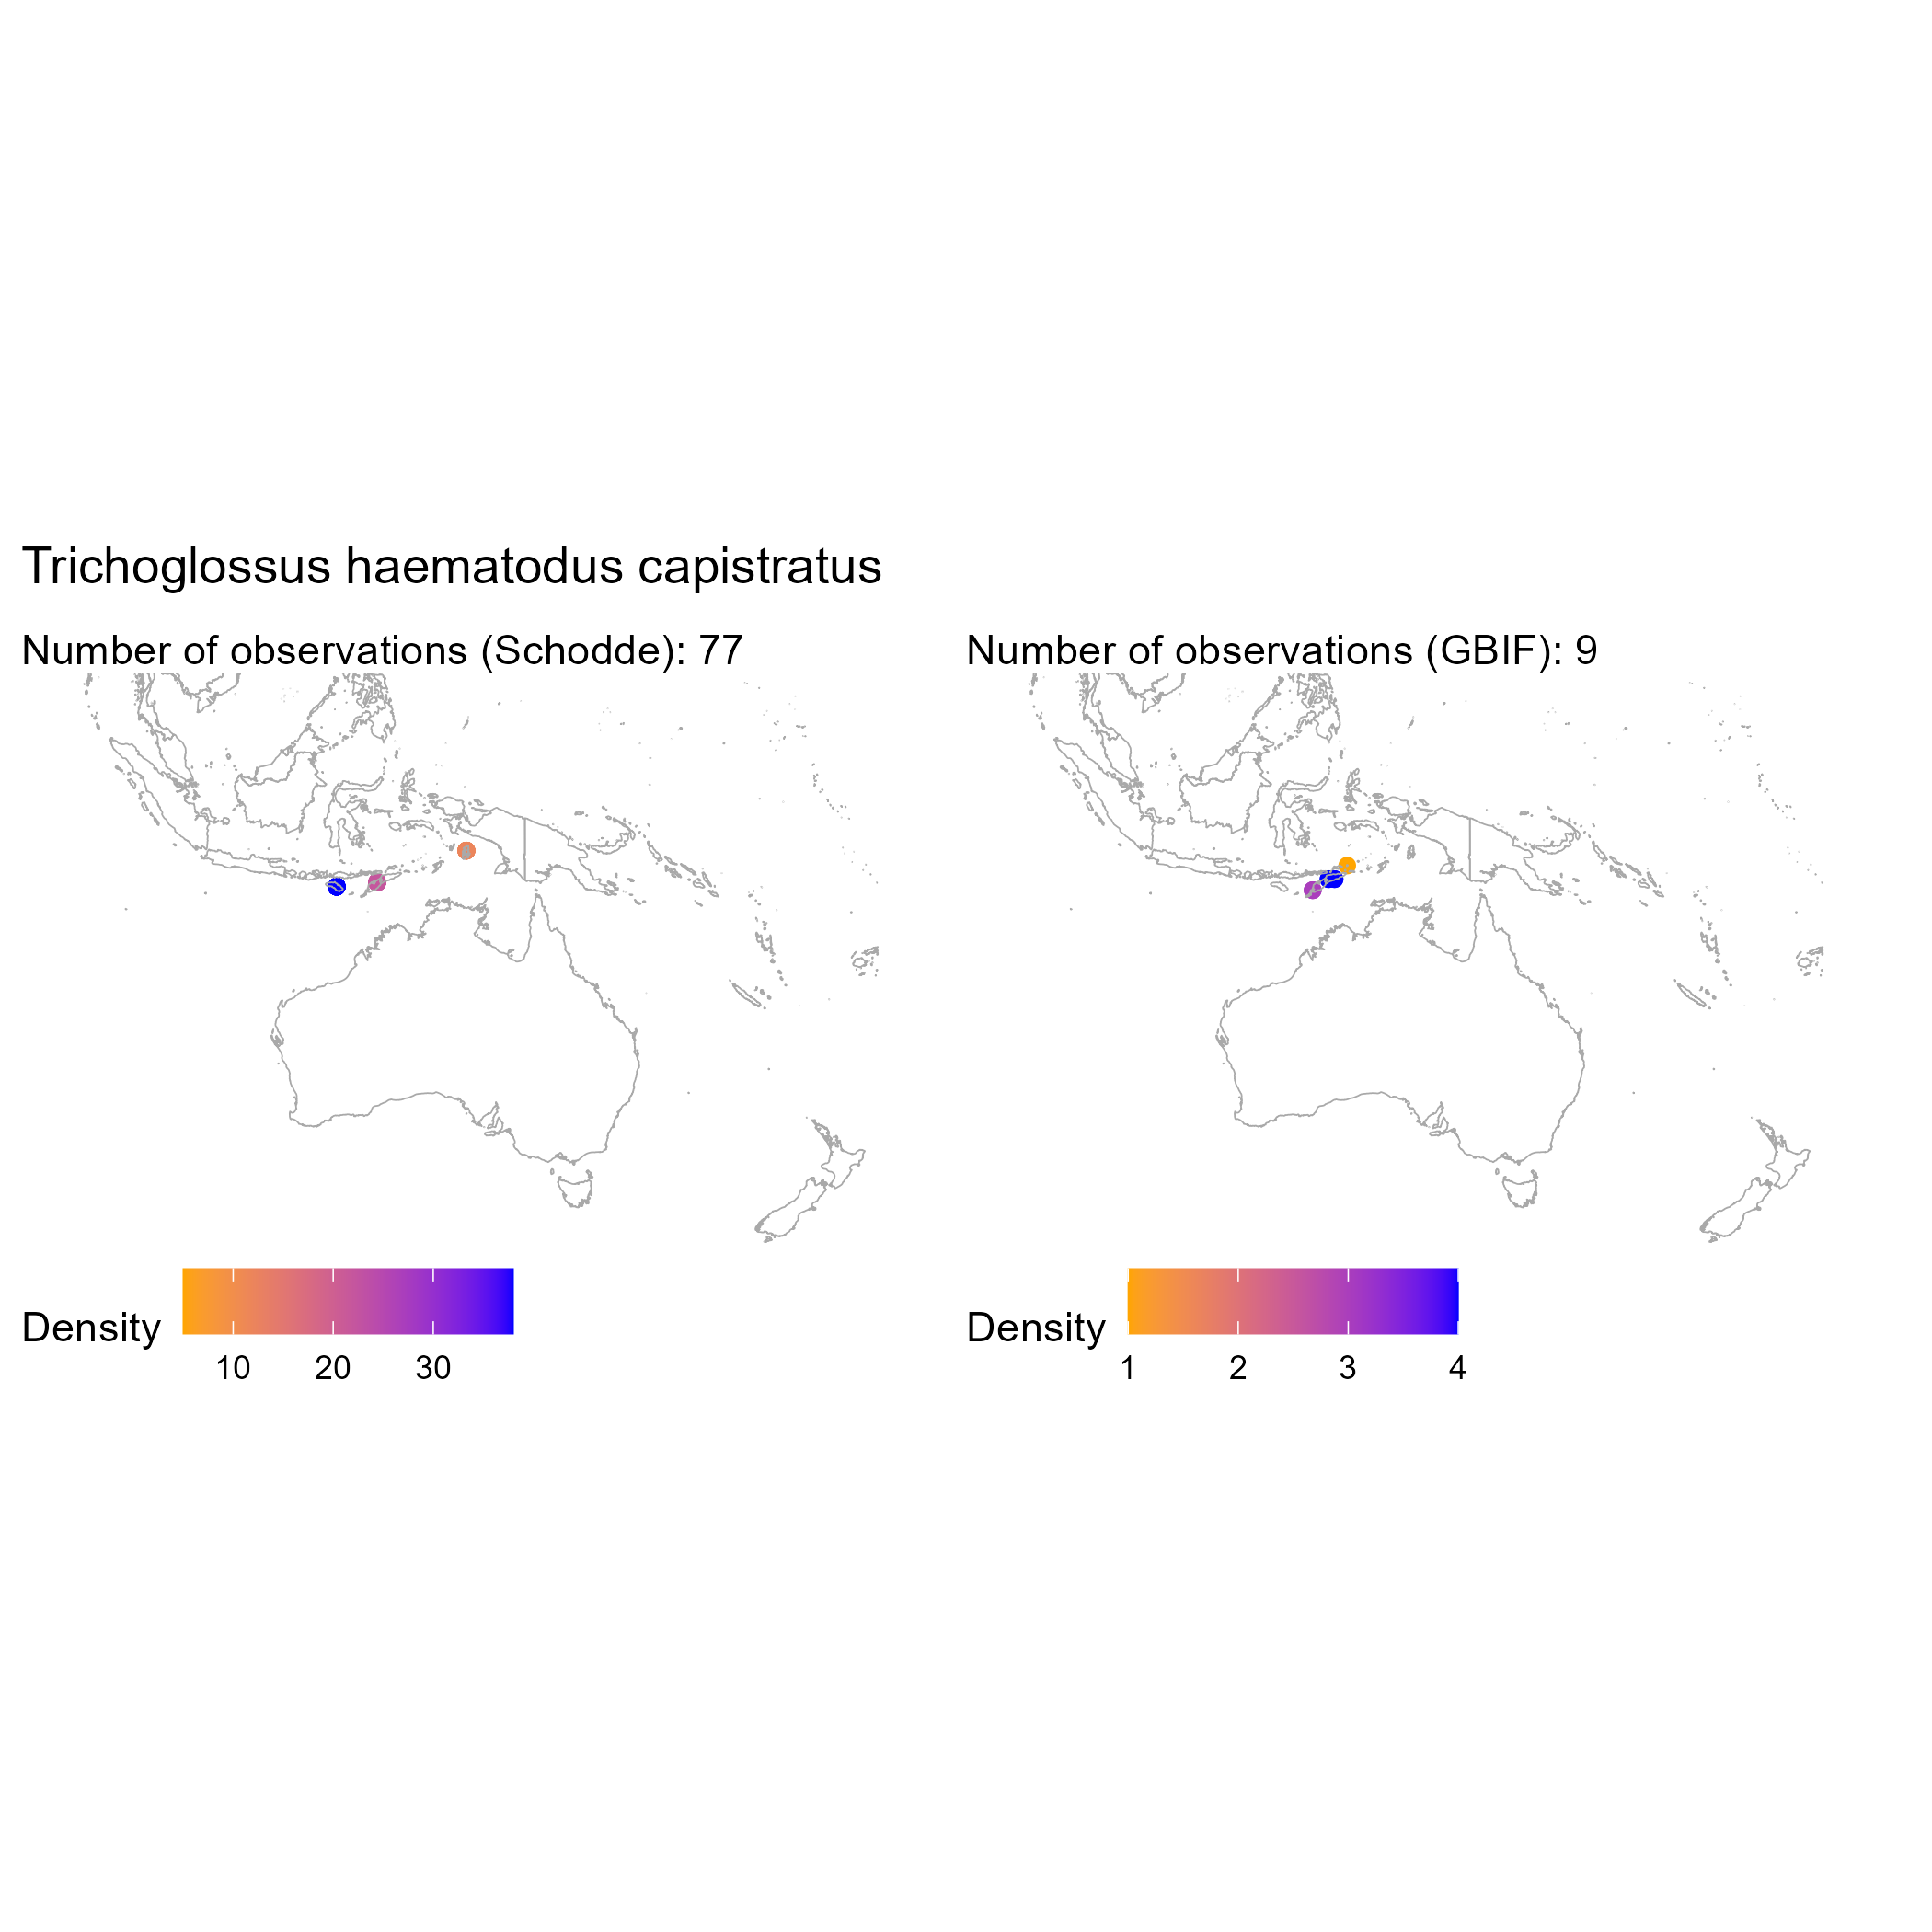 Trichoglossus haematodus capistratus
Number of observations (Schodde): 77
Number of observations (GBIF): 9
Density
10 20 30
Density
1 2 3 4